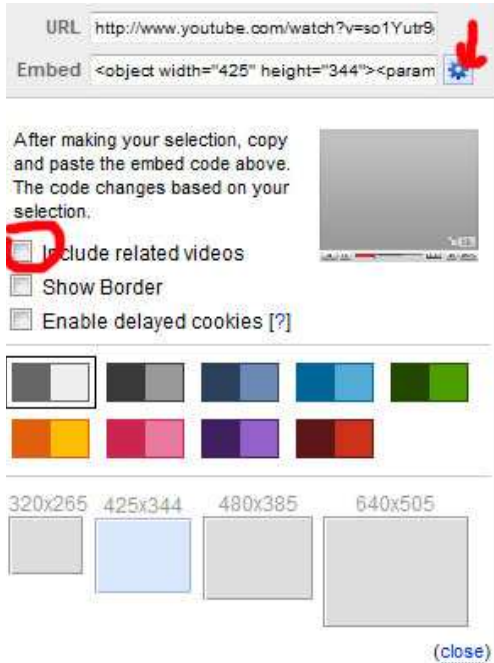 URL http://www.youtube.com/watch?v=so1Yutr9
Embed <object width="425" height="344"><param
After making your selection, copy
and paste the embed code above.
The code changes based on your
selection.
Include related videos
Show Border
Enable delayed cookies [?]
320x265 425x344 480x385 640x505
(close)